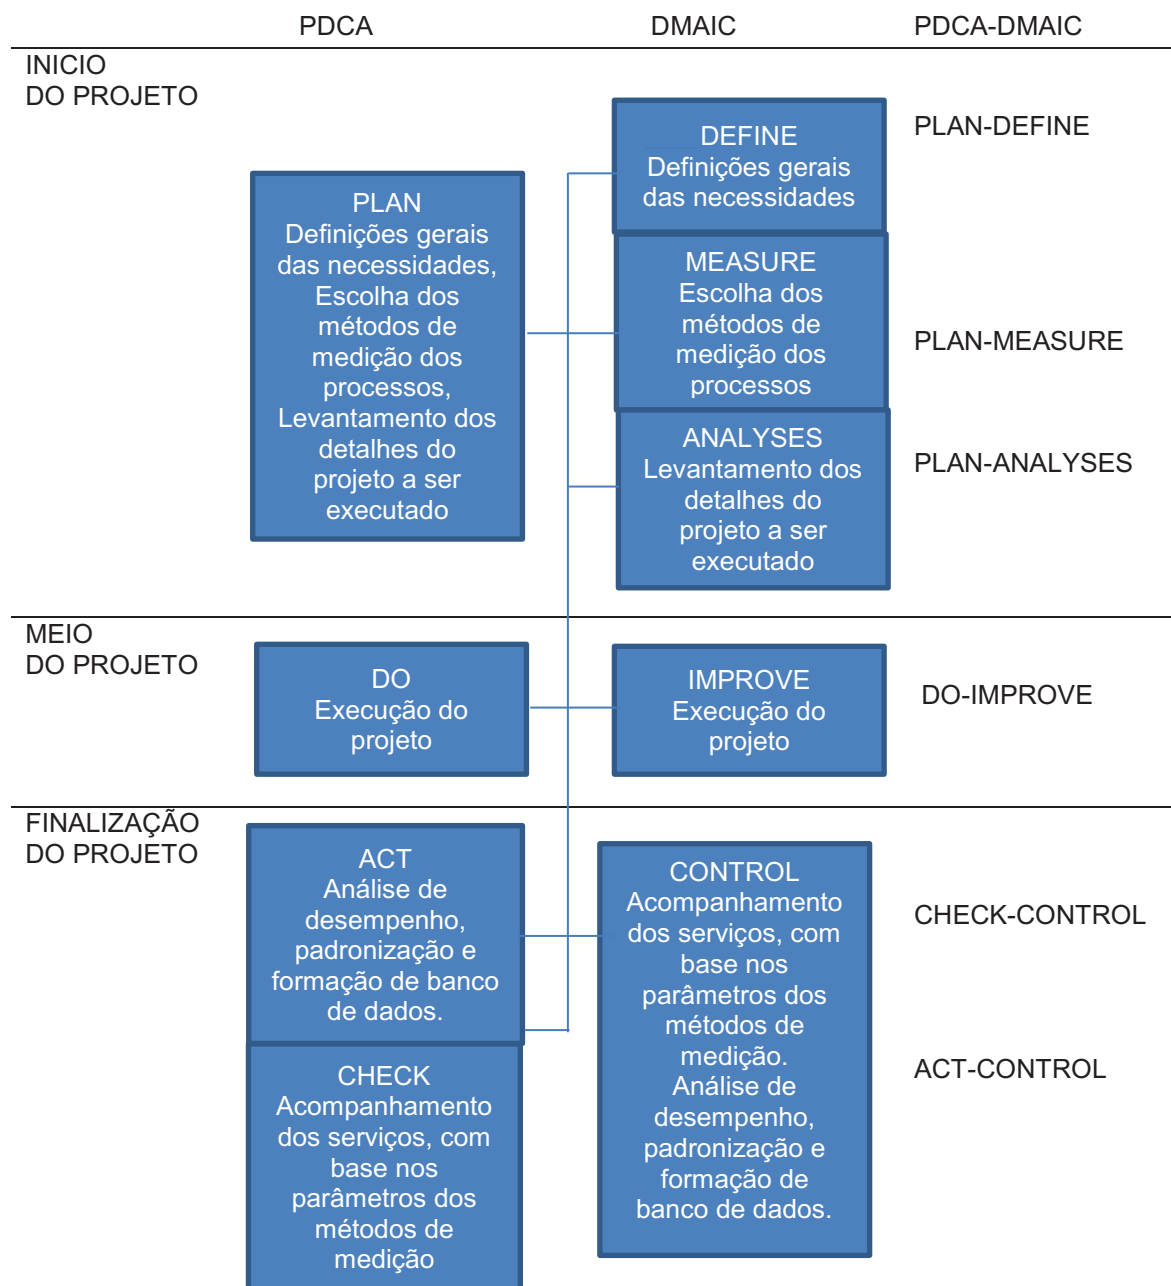 PDCA
DMAIC
PDCA-DMAIC
INICIO
DO PROJETO
PLAN
Definições gerais
das necessidades,
Escolha dos
métodos de
medição dos
processos,
Levantamento dos
detalhes do
projeto a ser
executado
DEFINE
Definições gerais
das necessidades
MEASURE
Escolha dos
métodos de
medição dos
processos
ANALYSES
Levantamento dos
detalhes do
projeto a ser
executado
PLAN-DEFINE
PLAN-MEASURE
PLAN-ANALYSES
MEIO
DO PROJETO
DO
Execução do
projeto
IMPROVE
Execução do
projeto
DO-IMPROVE
FINALIZAÇÃO
DO PROJETO
ACT
Análise de
desempenho,
padronização e
formação de banco
de dados.
CHECK
Acompanhamento
dos serviços, com
base nos
parâmetros dos
métodos de
medição
CONTROL
Acompanhamento
dos serviços, com
base nos
parâmetros dos
métodos de
medição.
Análise de
desempenho,
padronização e
formação de
banco de dados.
CHECK-CONTROL
ACT-CONTROL